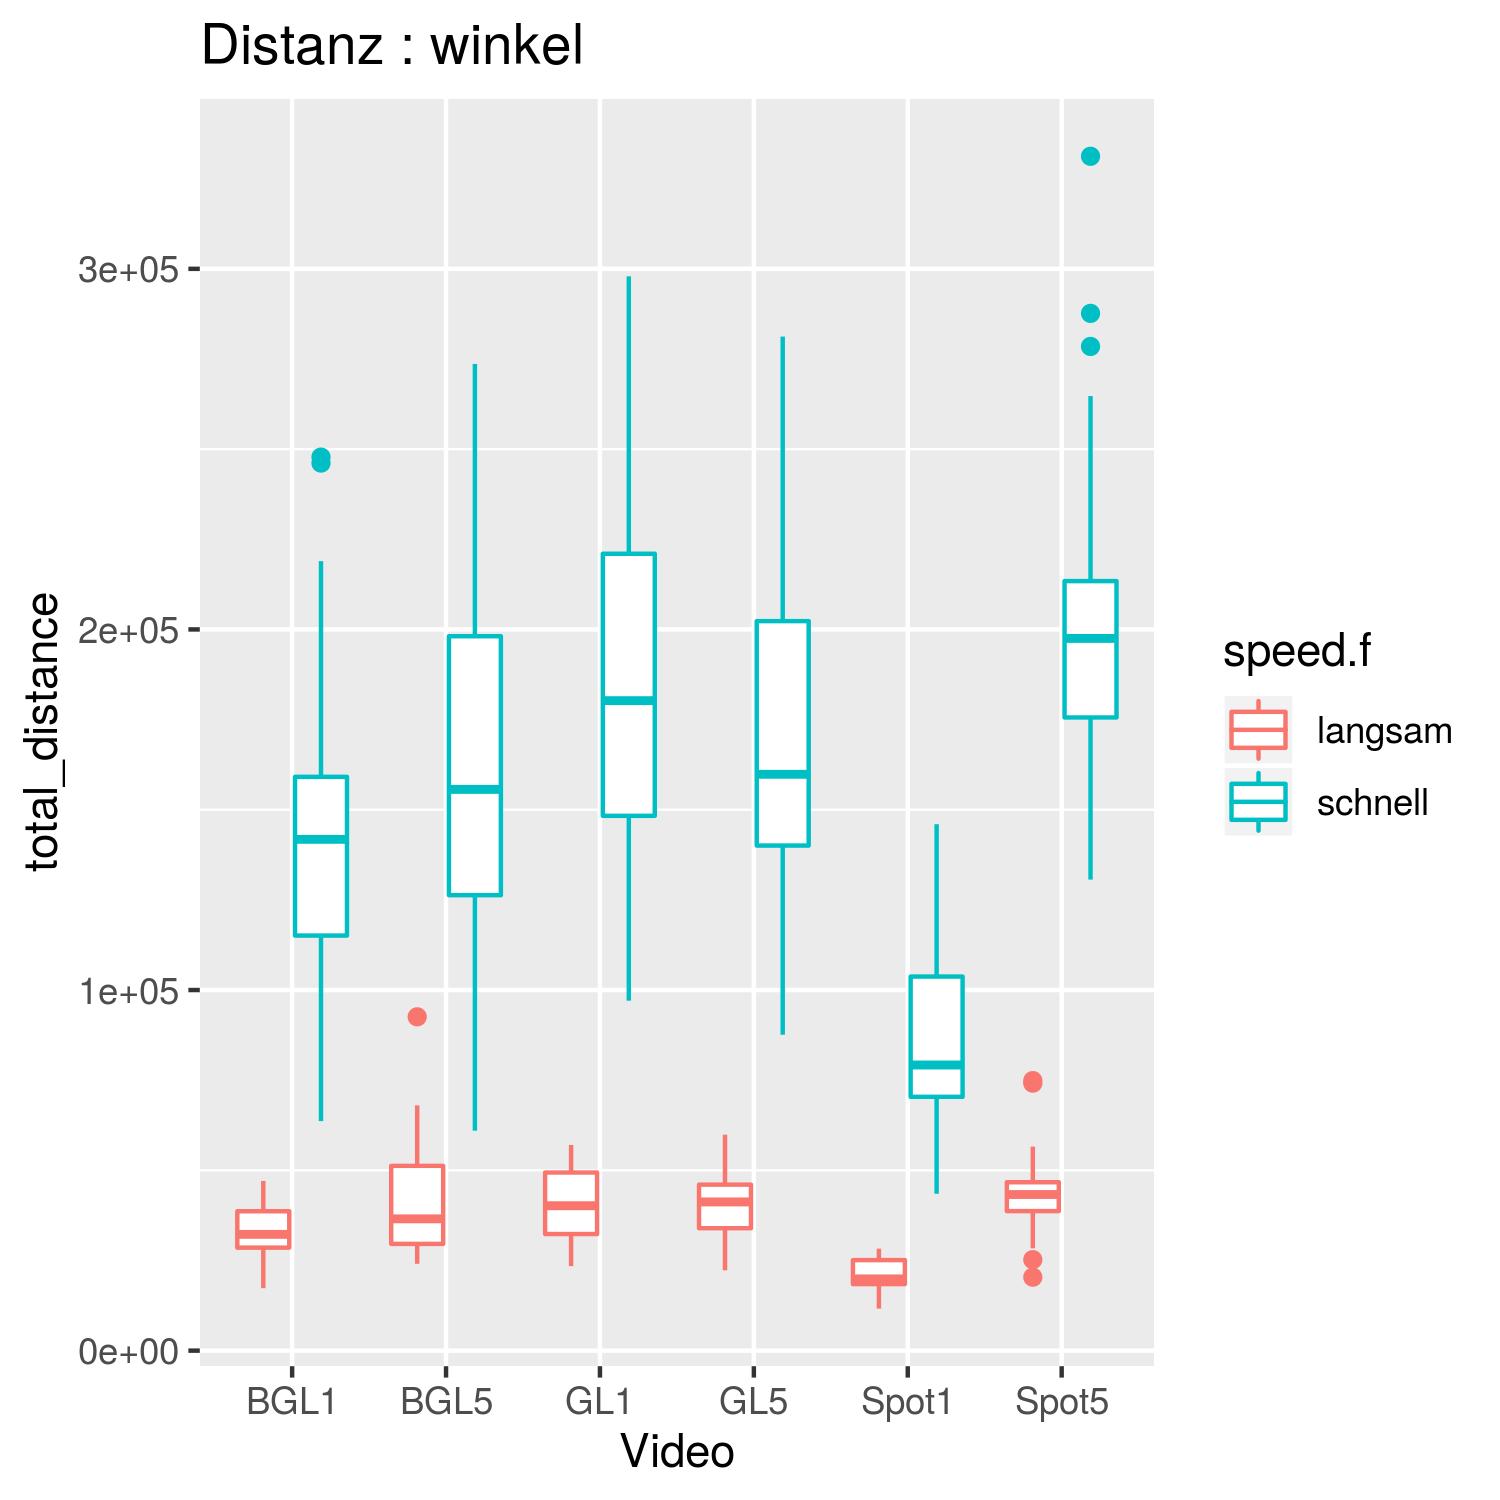 Distanz : winkel
total_distance
3e+05
2e+05
1e+05
0e+00
BGL1 BGL5 GL1 GL5 Spot1 Spot5
Video
speed.f
langsam
schnell